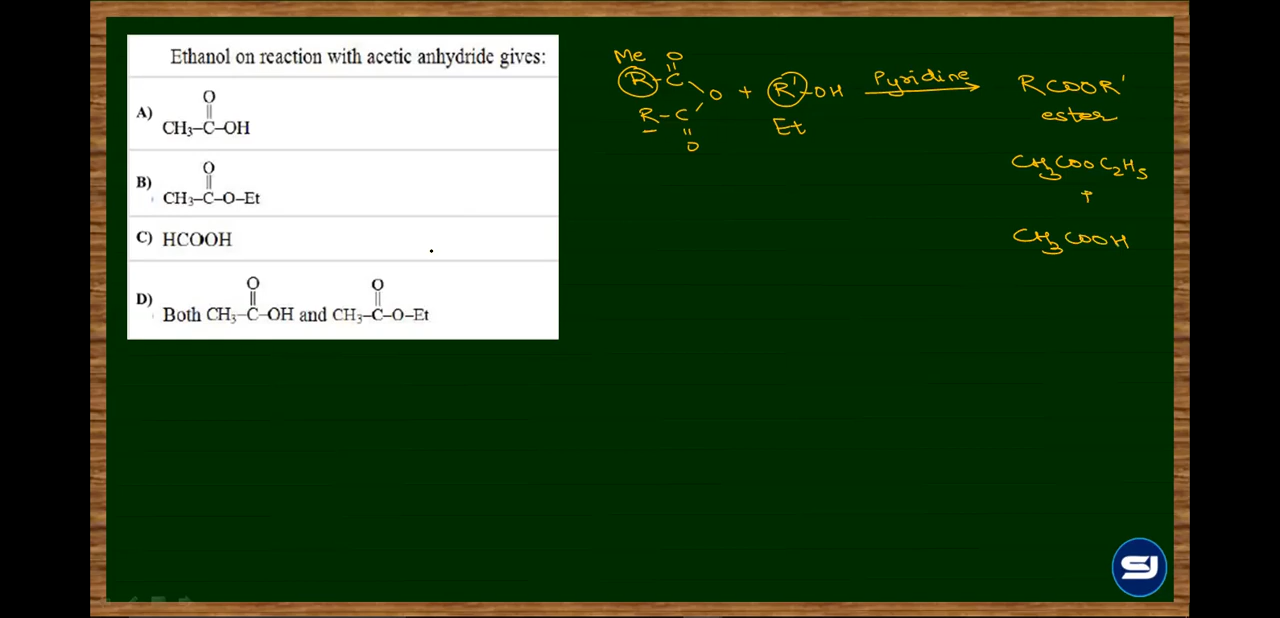 Ethanol on reaction with acetic anhydride gives:
A)
O
||
CH₃–C–OH
B)
O
||
CH₃–C–O–Et
C) HCOOH
D)
O O
|| ||
Both CH₃–C–OH and CH₃–C–O–Et
Me O
||
R–C
O + R'–OH Pyridine → RCOOR'
R–C
||
O
Et
ester
CH₃COOC₂H₅
+
CH₃COOH
SJ